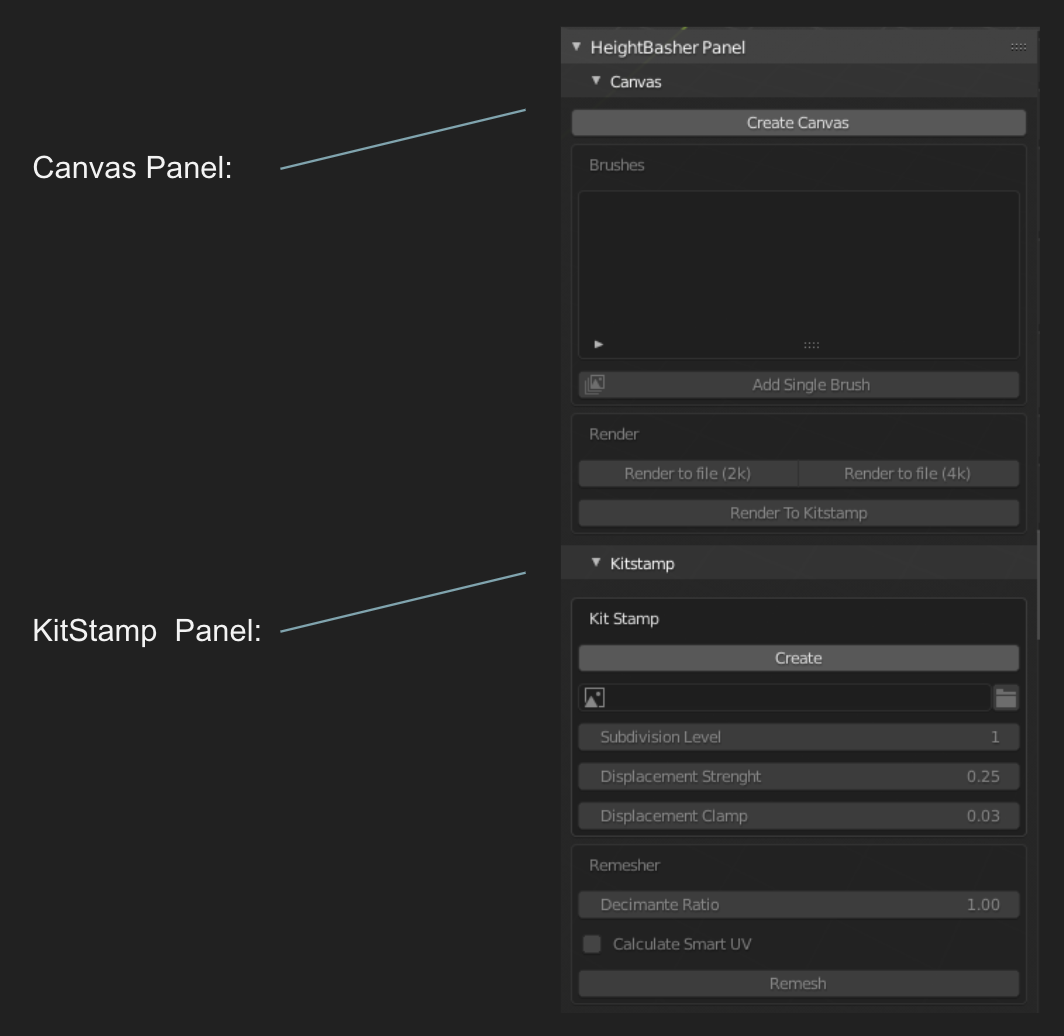 HeightBasher Panel
Canvas
Create Canvas
Canvas Panel:
Brushes
Add Single Brush
Render
Render to file (2k) Render to file (4k)
Render To Kitstamp
Kitstamp
Kit Stamp
KitStamp Panel:
Create
Subdivision Level 1
Displacement Strenght 0.25
Displacement Clamp 0.03
Remesher
Decimante Ratio 1.00
Calculate Smart UV
Remesh